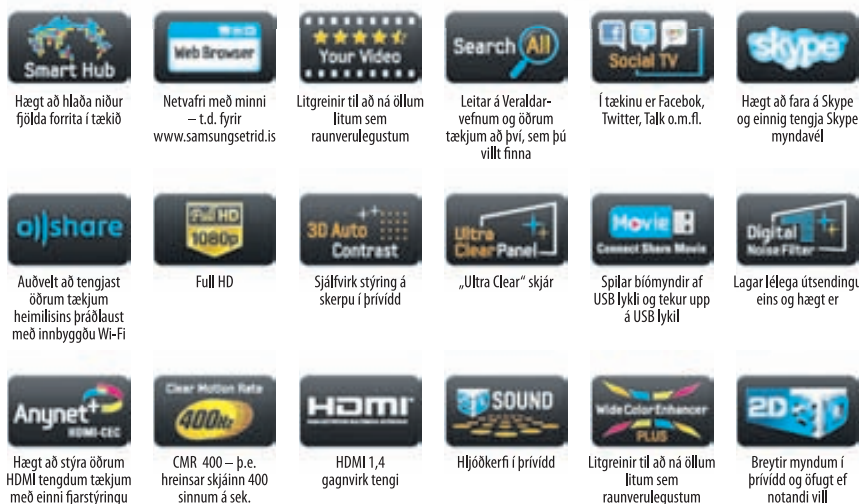 Smart Hub
Hægt að hlaða niður
fjölda forrita í tækið
Web Browser
Netvafri með minni
– t.d. fyrir
www.samsungsetrid.is
Your Video
Litgreinir til að ná öllum
litum sem
raunverulegustum
Search All
Leitar á Veraldar-
vefnum og öðrum
tækjum að því, sem þú
villt finna
Social TV
Í tækinu er Facebok,
Twitter, Talk o.m.fl.
skype
Hægt að fara á Skype
og einnig tengja Skype
myndavél
allshare
Auðvelt að tengjast
öðrum tækjum
heimilisins þráðlaust
með innbyggðu Wi-Fi
Full HD
1080p
Full HD
3D Auto
Contrast
Sjálfvirk stýring á
skerpu í þrívídd
Ultra
Clear Panel
„Ultra Clear“ skjár
Movie
Connect Share Movie
Spilar bíómyndir af
USB lykli og tekur upp
á USB lykil
Digital
Noise Filter
Lagar lélega útsendingu
eins og hægt er
Anynet+
HDMI-CEC
Hægt að stýra öðrum
HDMI tengdum tækjum
með einni fjarstýringu
Clear Motion Rate
400Hz
CMR 400 – þ.e.
hreinsar skjáinn 400
sinnum á sek.
HDMI
HDMI 1,4
gagnvirk tengi
3D SOUND
Hljóðkerfi í þrívídd
Wide Color Enhancer
PLUS
Litgreinir til að ná öllum
litum sem
raunverulegustum
2D 3D
Breytir myndum í
þrívídd og öfugt ef
notandi vill